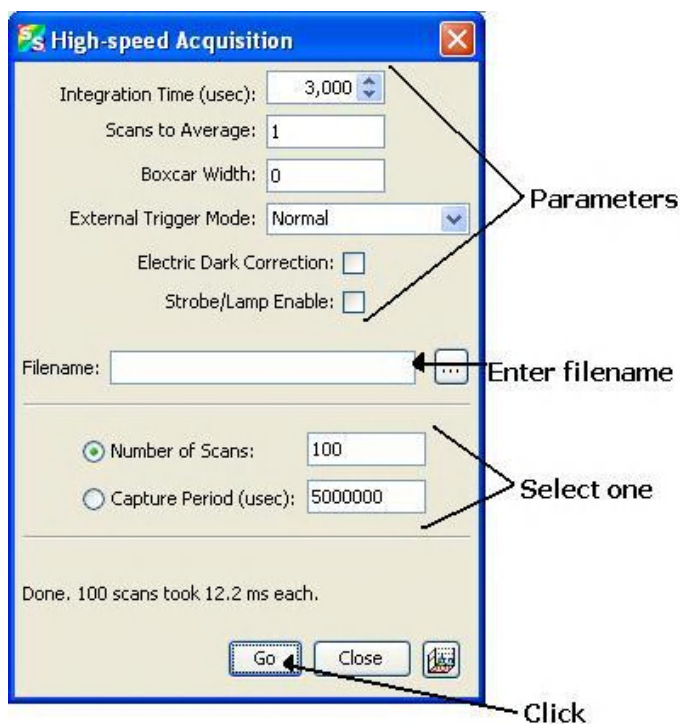 High-speed Acquisition
Integration Time (usec): 3,000
Scans to Average: 1
Boxcar Width: 0
External Trigger Mode: Normal
Parameters
Electric Dark Correction:
Strobe/Lamp Enable:
Filename: ... Enter filename
Number of Scans: 100
Capture Period (usec): 5000000
Select one
Done. 100 scans took 12.2 ms each.
Go Close
Click